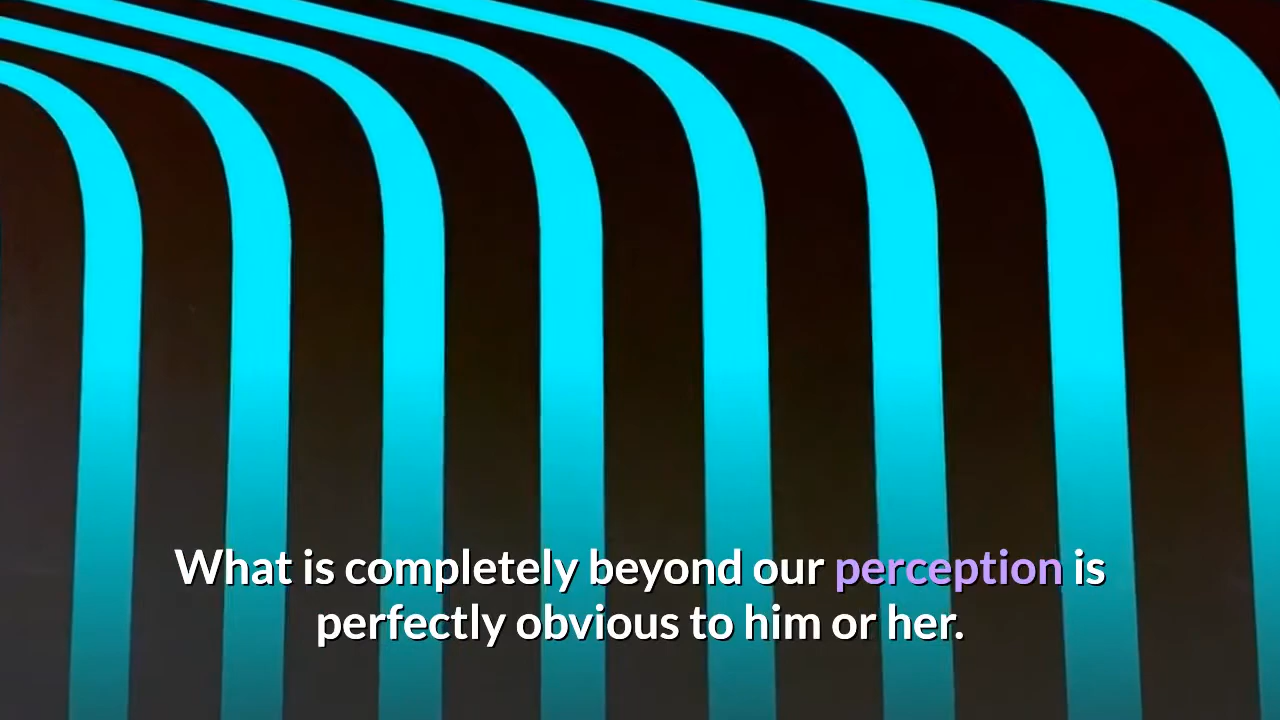 What is completely beyond our perception is
perfectly obvious to him or her.